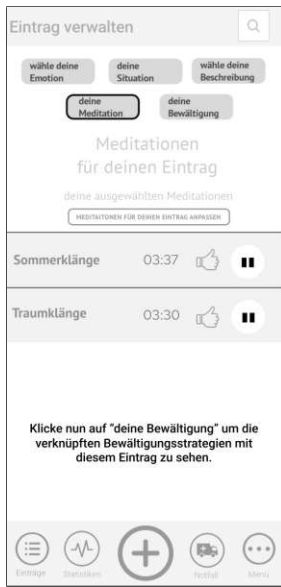 Eintrag verwalten
wähle deine
Emotion
deine
Situation
wähle deine
Beschreibung
deine
Meditation
deine
Bewältigung
Meditationen
für deinen Eintrag
deine ausgewählten Meditationen
MEDITAITONEN FÜR DEINEN EINTRAG ANPASSEN
Sommerklänge 03:37
Traumklänge 03:30
Klicke nun auf "deine Bewältigung" um die
verknüpften Bewältigungsstrategien mit
diesem Eintrag zu sehen.
Einträge Statistiken Notfall Menü